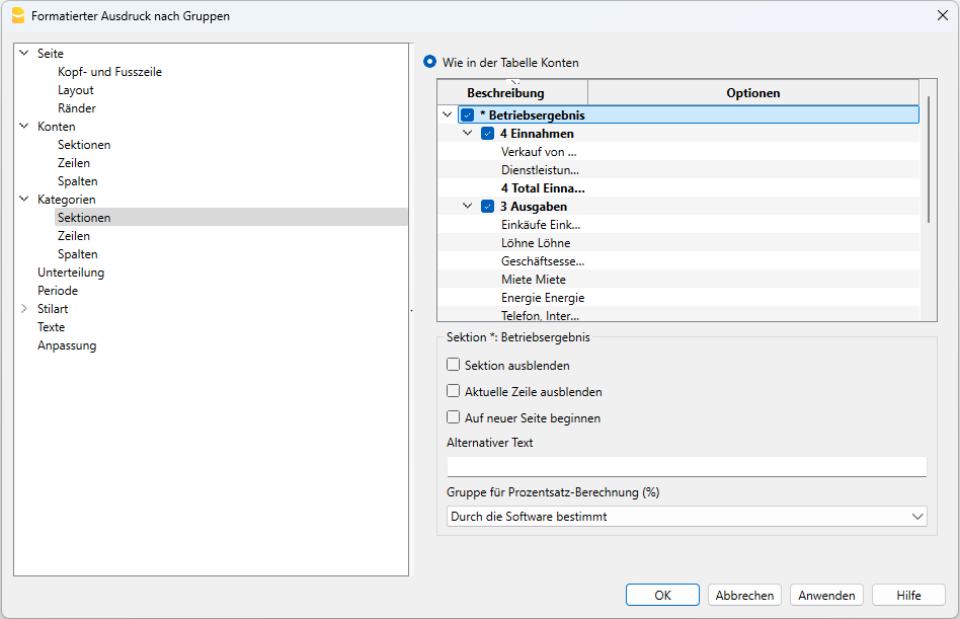 Formatierter Ausdruck nach Gruppen
Seite
Kopf- und Fusszeile
Layout
Ränder
Konten
Sektionen
Zeilen
Spalten
Kategorien
Sektionen
Zeilen
Spalten
Unterteilung
Periode
Stilart
Texte
Anpassung
Wie in der Tabelle Konten
Beschreibung Optionen
* Betriebsergebnis
4 Einnahmen
Verkauf von ...
Dienstleistun...
4 Total Einna...
3 Ausgaben
Einkäufe Eink...
Löhne Löhne
Geschäftsesse...
Miete Miete
Energie Energie
Telefon, Inter...
Sektion *: Betriebsergebnis
Sektion ausblenden
Aktuelle Zeile ausblenden
Auf neuer Seite beginnen
Alternativer Text
Gruppe für Prozentsatz-Berechnung (%)
Durch die Software bestimmt
OK Abbrechen Anwenden Hilfe